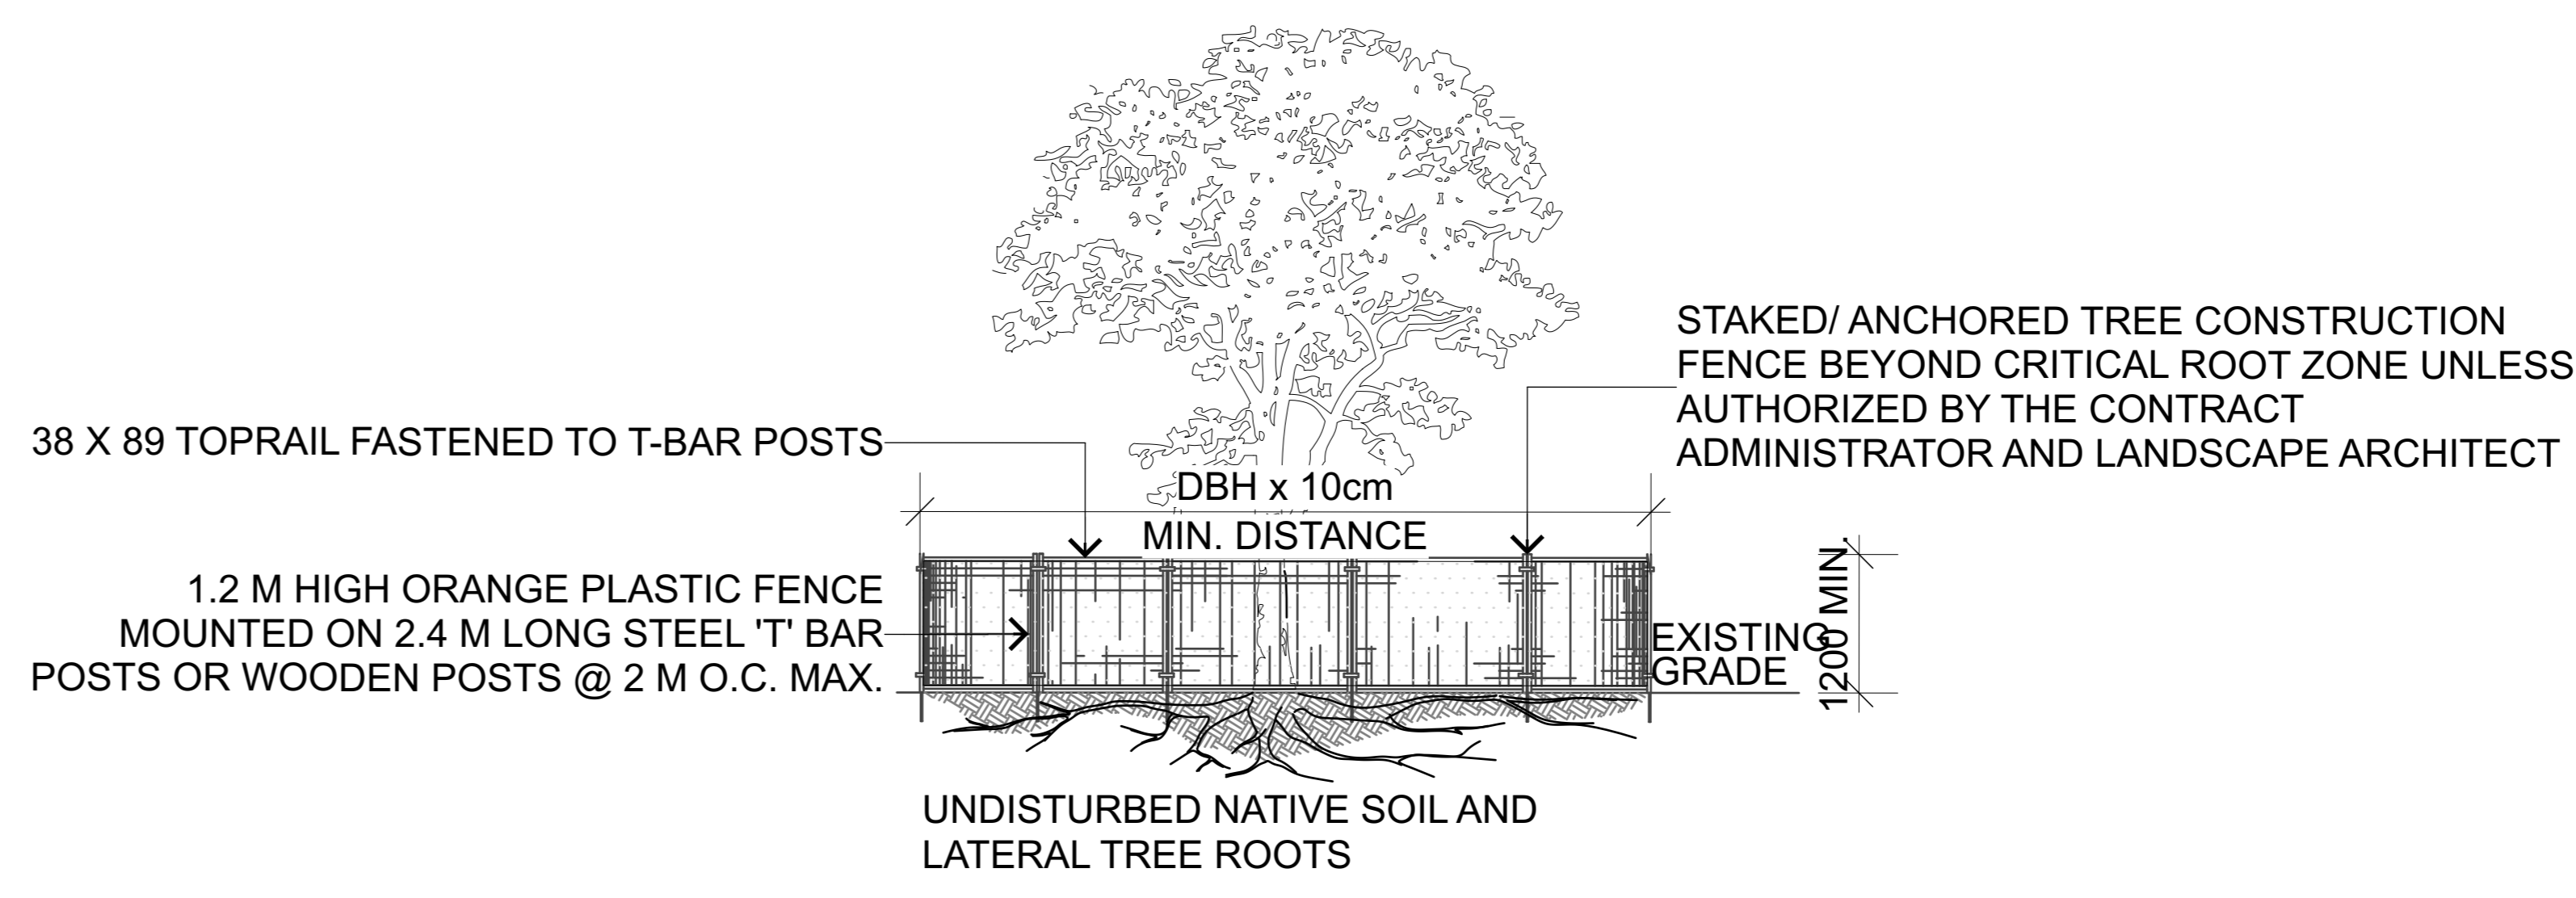 STAKED/ ANCHORED TREE CONSTRUCTION
FENCE BEYOND CRITICAL ROOT ZONE UNLESS
AUTHORIZED BY THE CONTRACT
ADMINISTRATOR AND LANDSCAPE ARCHITECT
38 X 89 TOPRAIL FASTENED TO T-BAR POSTS
DBH x 10cm
MIN. DISTANCE
1.2 M HIGH ORANGE PLASTIC FENCE
MOUNTED ON 2.4 M LONG STEEL 'T' BAR
POSTS OR WOODEN POSTS @ 2 M O.C. MAX.
EXISTING
GRADE
1200 MIN.
UNDISTURBED NATIVE SOIL AND
LATERAL TREE ROOTS